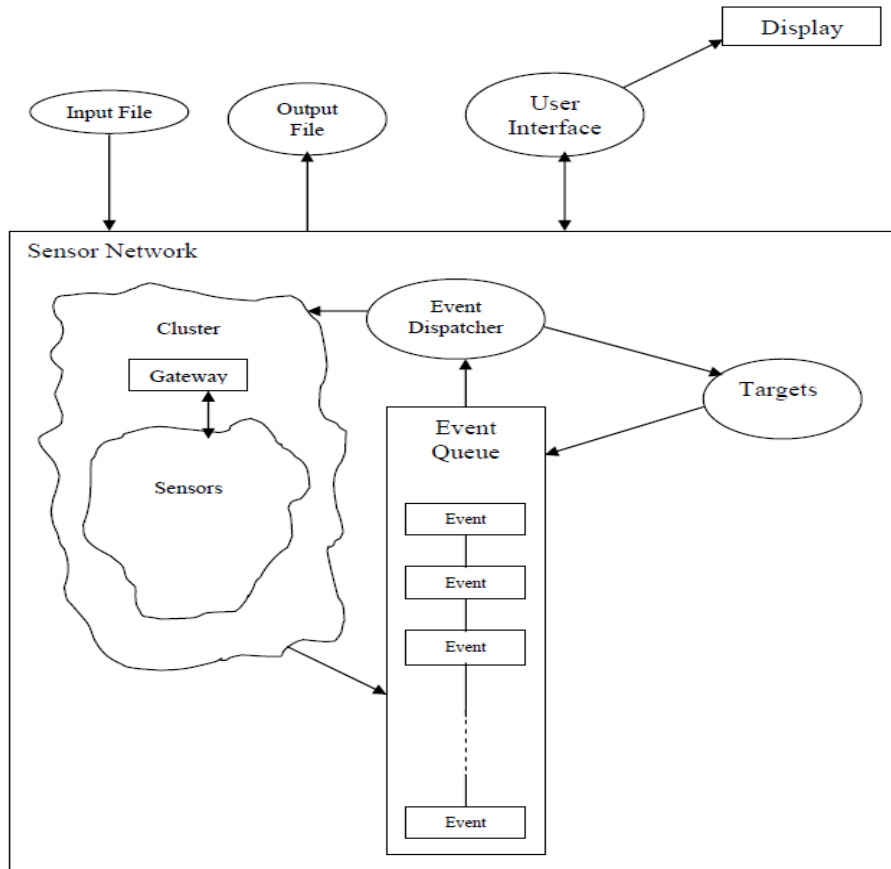 Display
Input File
Output
File
User
Interface
Sensor Network
Cluster
Gateway
Sensors
Event
Dispatcher
Targets
Event
Queue
Event
Event
Event
Event